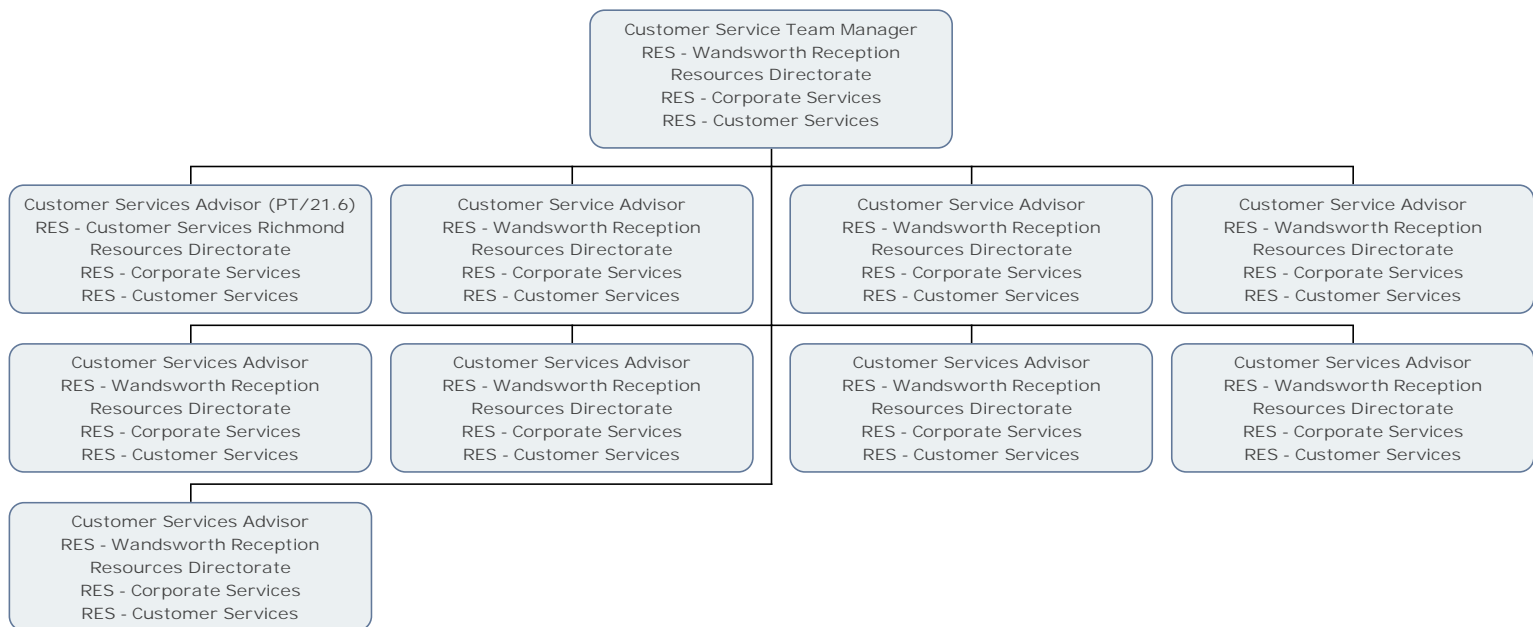 Customer Service Team Manager
RES - Wandsworth Reception
Resources Directorate
RES - Corporate Services
RES - Customer Services
Customer Services Advisor (PT/21.6)
RES - Customer Services Richmond
Resources Directorate
RES - Corporate Services
RES - Customer Services
Customer Service Advisor
RES - Wandsworth Reception
Resources Directorate
RES - Corporate Services
RES - Customer Services
Customer Service Advisor
RES - Wandsworth Reception
Resources Directorate
RES - Corporate Services
RES - Customer Services
Customer Service Advisor
RES - Wandsworth Reception
Resources Directorate
RES - Corporate Services
RES - Customer Services
Customer Services Advisor
RES - Wandsworth Reception
Resources Directorate
RES - Corporate Services
RES - Customer Services
Customer Services Advisor
RES - Wandsworth Reception
Resources Directorate
RES - Corporate Services
RES - Customer Services
Customer Services Advisor
RES - Wandsworth Reception
Resources Directorate
RES - Corporate Services
RES - Customer Services
Customer Services Advisor
RES - Wandsworth Reception
Resources Directorate
RES - Corporate Services
RES - Customer Services
Customer Services Advisor
RES - Wandsworth Reception
Resources Directorate
RES - Corporate Services
RES - Customer Services